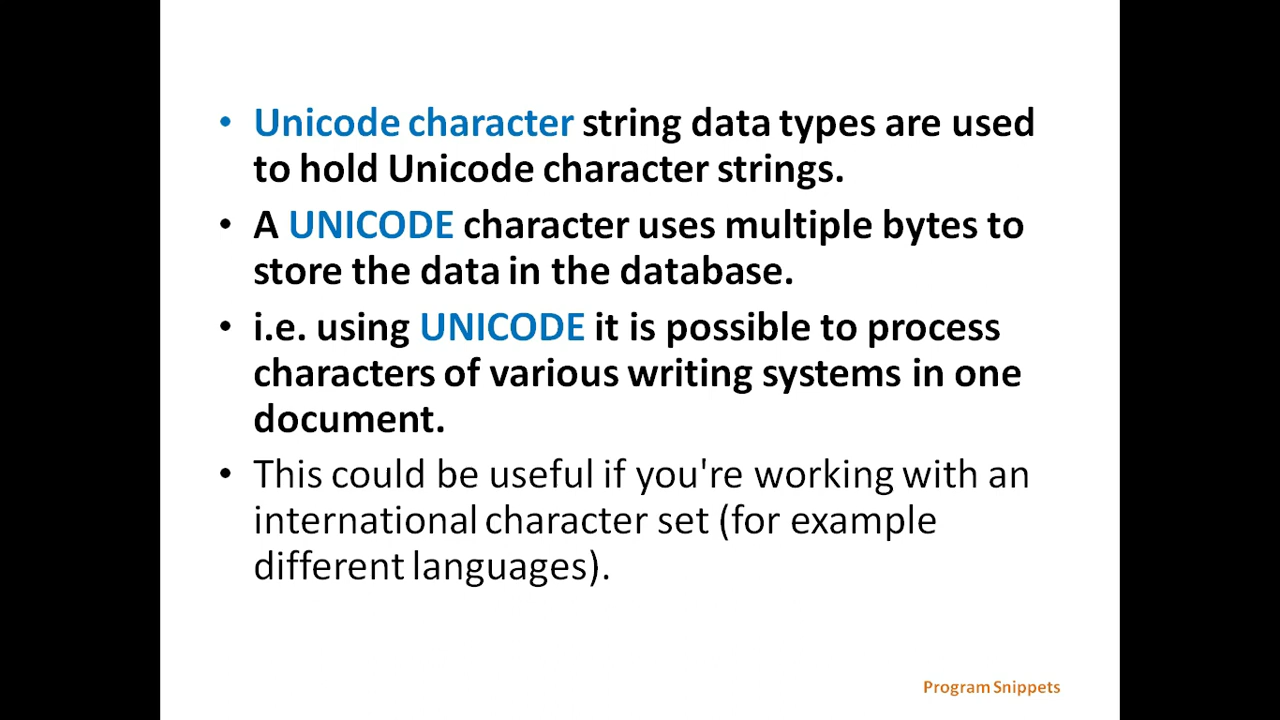 • Unicode character string data types are used
to hold Unicode character strings.
• A UNICODE character uses multiple bytes to
store the data in the database.
• i.e. using UNICODE it is possible to process
characters of various writing systems in one
document.
• This could be useful if you're working with an
international character set (for example
different languages).
Program Snippets